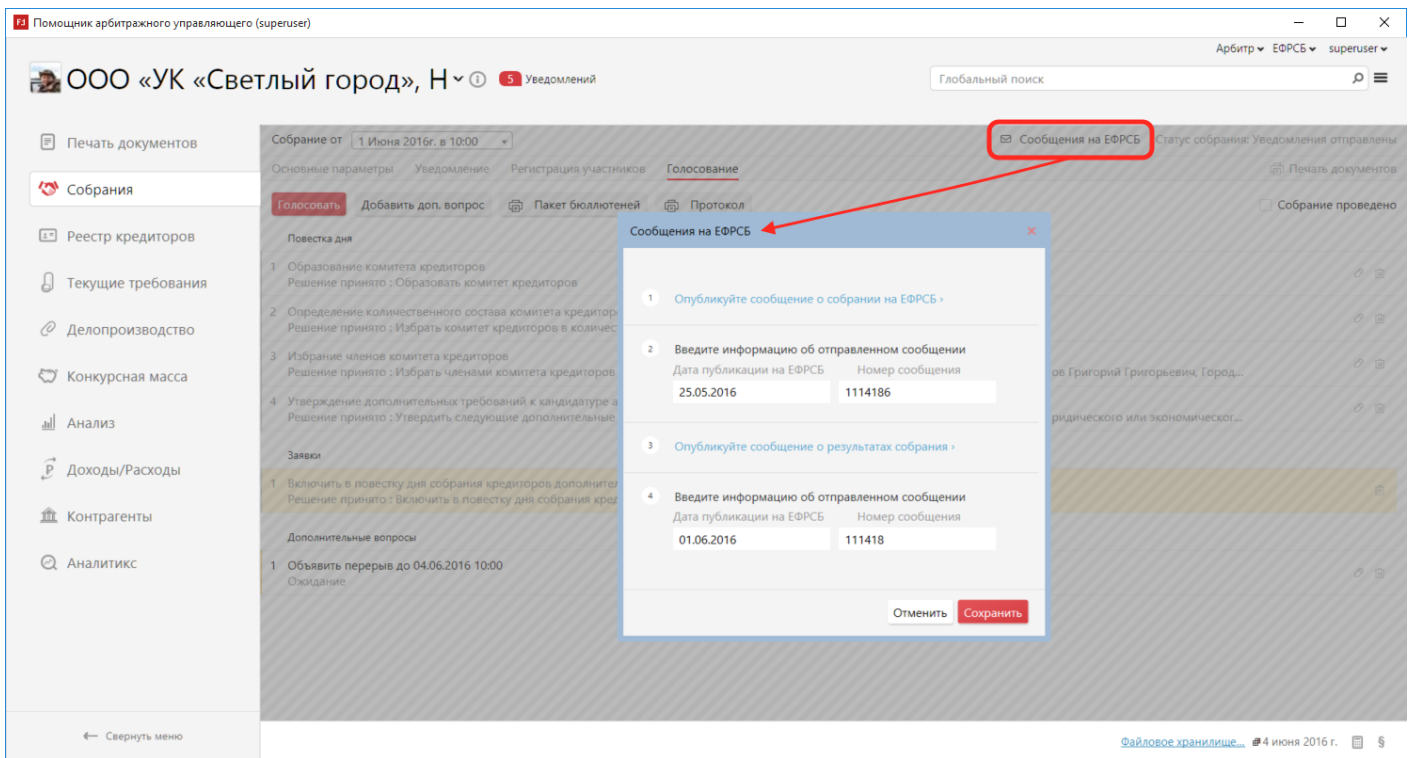 Помощник арбитражного управляющего (superuser)
Арбитр ЕФРСБ superuser
ООО «УК «Светлый город», Н 5 Уведомлений
Глобальный поиск
Печать документов
Собрания
Реестр кредиторов
Текущие требования
Делопроизводство
Конкурсная масса
Анализ
Доходы/Расходы
Контрагенты
Аналитикс
Свернуть меню
Собрание от 1 Июня 2016г. в 10:00 Сообщения на ЕФРСБ Статус собрания: Уведомления отправлены
Основные параметры Уведомление Регистрация участников Голосование Печать документов
Голосовать Добавить доп. вопрос Пакет бюллютеней Протокол Собрание проведено
Повестка дня
1 Образование комитета кредиторов
Решение принято : Образовать комитет кредиторов
2 Определение количественного состава комитета кредитор
Решение принято : Избрать комитет кредиторов в количес
3 Избрание членов комитета кредиторов
Решение принято : Избрать членами комитета кредиторов ов Григорий Григорьевич, Город...
4 Утверждение дополнительных требований к кандидатуре а
Решение принято : Утвердить следующие дополнительные ридического или экономическог...
Заявки
1 Включить в повестку дня собрания кредиторов дополнител
Решение принято : Включить в повестку дня собрания кред
Дополнительные вопросы
1 Объявить перерыв до 04.06.2016 10:00
Ожидание
Сообщения на ЕФРСБ
1 Опубликуйте сообщение о собрании на ЕФРСБ ›
2 Введите информацию об отправленном сообщении
Дата публикации на ЕФРСБ Номер сообщения
25.05.2016 1114186
3 Опубликуйте сообщение о результатах собрания ›
4 Введите информацию об отправленном сообщении
Дата публикации на ЕФРСБ Номер сообщения
01.06.2016 111418
Отменить Сохранить
Файловое хранилище... 4 июня 2016 г. §